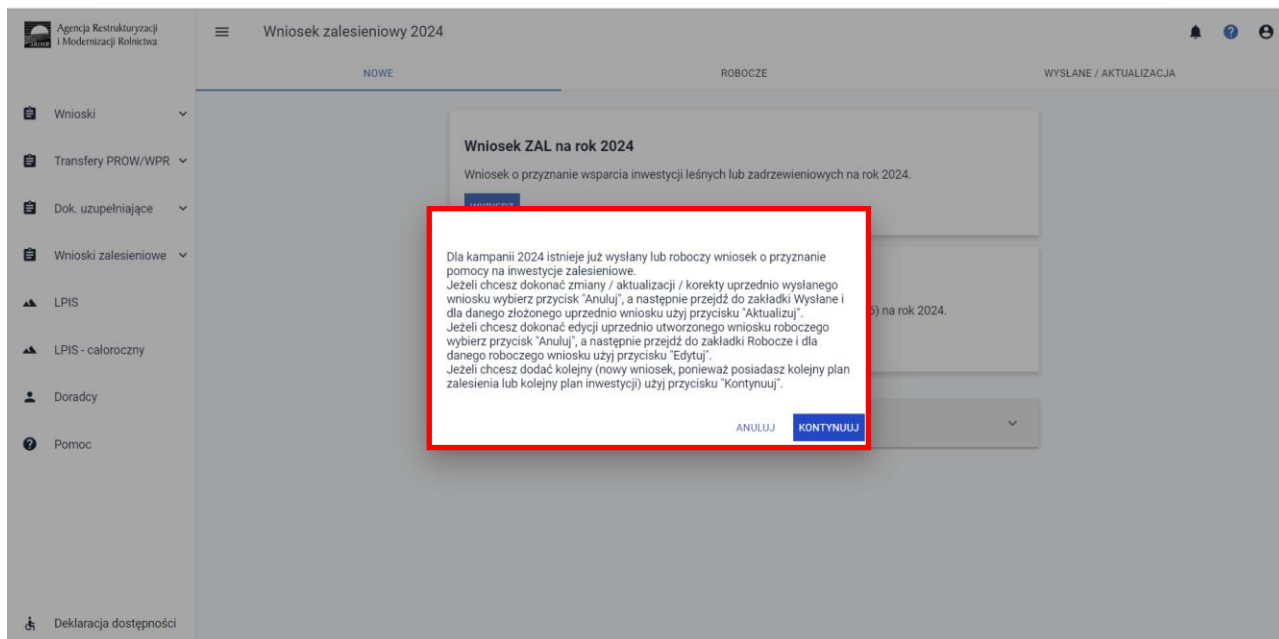 Agencja Restrukturyzacji
i Modernizacji Rolnictwa
Wniosek zalesieniowy 2024
NOWE
ROBOCZE
WYSŁANE / AKTUALIZACJA
Wnioski
Transfery PROW/WPR
Dok. uzupełniające
Wnioski zalesieniowe
LPIS
LPIS - całoroczny
Doradcy
Pomoc
Deklaracja dostępności
Wniosek ZAL na rok 2024
Wniosek o przyznanie wsparcia inwestycji leśnych lub zadrzewieniowych na rok 2024.
WYBIERZ
na rok 2024.
Dla kampanii 2024 istnieje już wysłany lub roboczy wniosek o przyznanie
pomocy na inwestycje zalesieniowe.
Jeżeli chcesz dokonać zmiany / aktualizacji / korekty uprzednio wysłanego
wniosku wybierz przycisk "Anuluj", a następnie przejdź do zakładki Wysłane i
dla danego złożonego uprzednio wniosku użyj przycisku "Aktualizuj".
Jeżeli chcesz dokonać edycji uprzednio utworzonego wniosku roboczego
wybierz przycisk "Anuluj", a następnie przejdź do zakładki Robocze i dla
danego roboczego wniosku użyj przycisku "Edytuj".
Jeżeli chcesz dodać kolejny (nowy wniosek, ponieważ posiadasz kolejny plan
zalesienia lub kolejny plan inwestycji) użyj przycisku "Kontynuuj".
ANULUJ
KONTYNUUJ